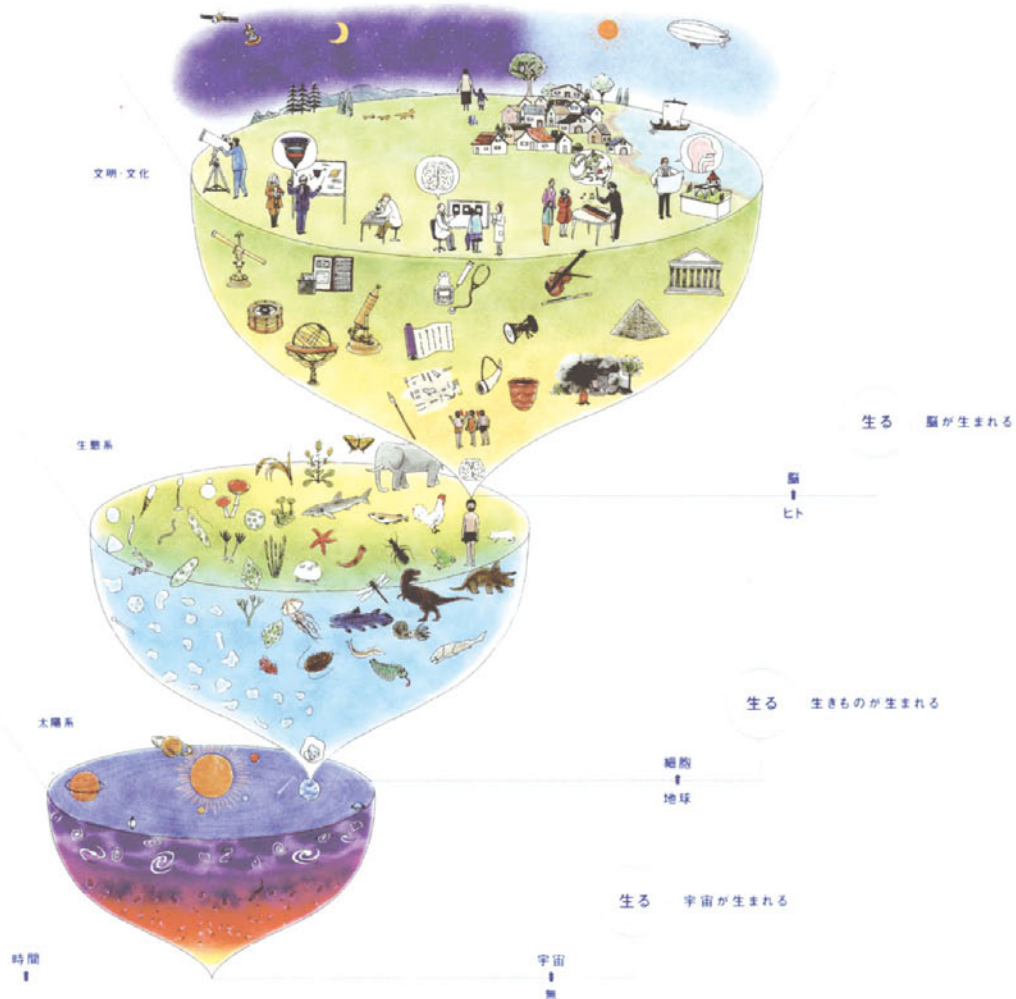 文明・文化
生る 脳が生まれる
生態系
脳
ヒト
生る 生きものが生まれる
太陽系
細胞
地球
生る 宇宙が生まれる
時間
宇宙
無